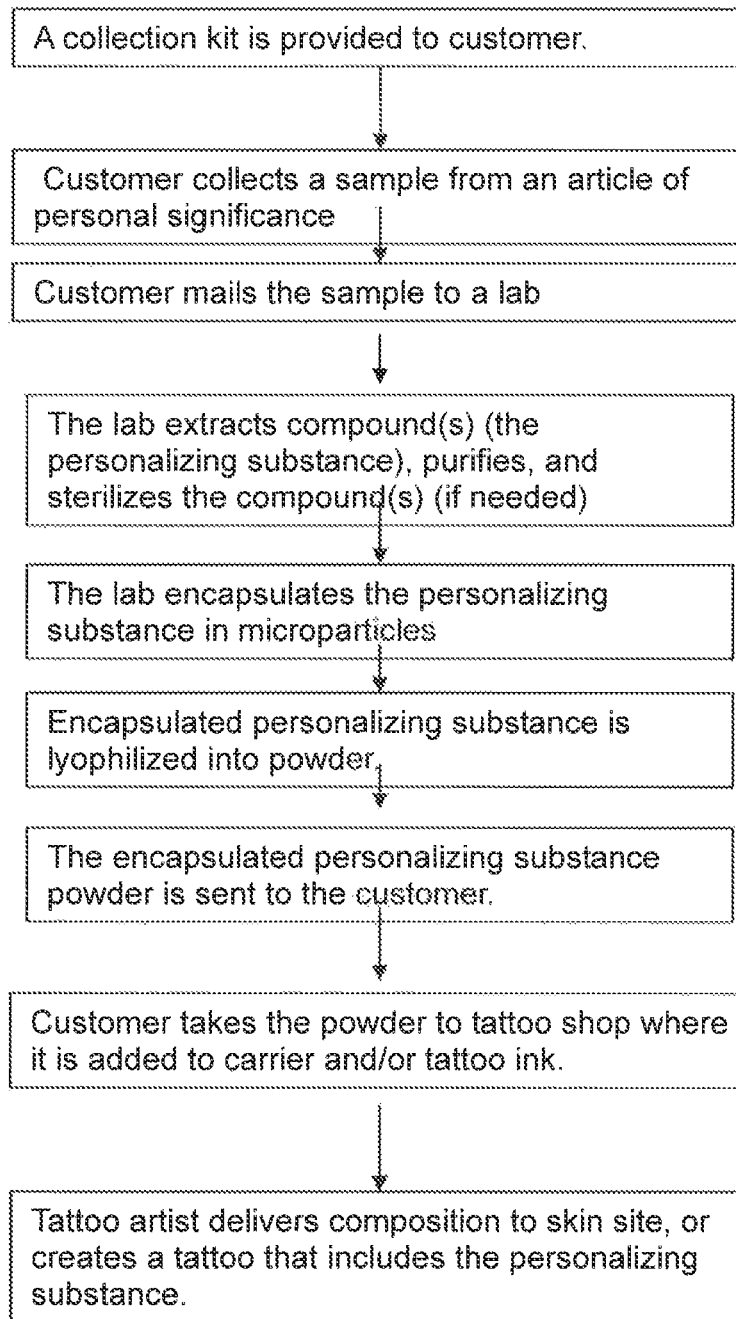 A collection kit is provided to customer.
Customer collects a sample from an article of
personal significance
Customer mails the sample to a lab
The lab extracts compound(s) (the
personalizing substance), purifies, and
sterilizes the compound(s) (if needed)
The lab encapsulates the personalizing
substance in microparticles
Encapsulated personalizing substance is
lyophilized into powder.
The encapsulated personalizing substance
powder is sent to the customer.
Customer takes the powder to tattoo shop where
it is added to carrier and/or tattoo ink.
Tattoo artist delivers composition to skin site, or
creates a tattoo that includes the personalizing
substance.